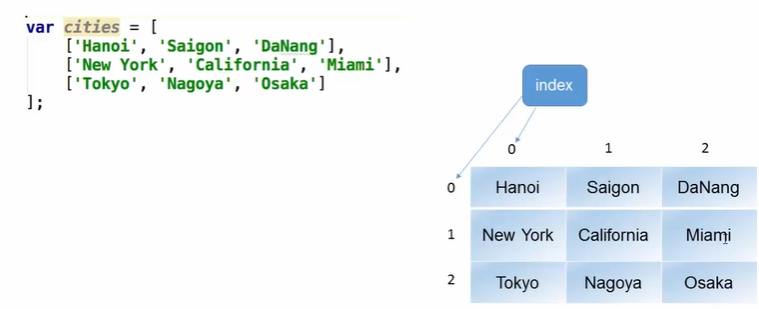 var cities = [
['Hanoi', 'Saigon', 'DaNang'],
['New York', 'California', 'Miami'],
['Tokyo', 'Nagoya', 'Osaka']
];
index
0 1 2
0 Hanoi Saigon DaNang
1 New York California Miami
2 Tokyo Nagoya Osaka